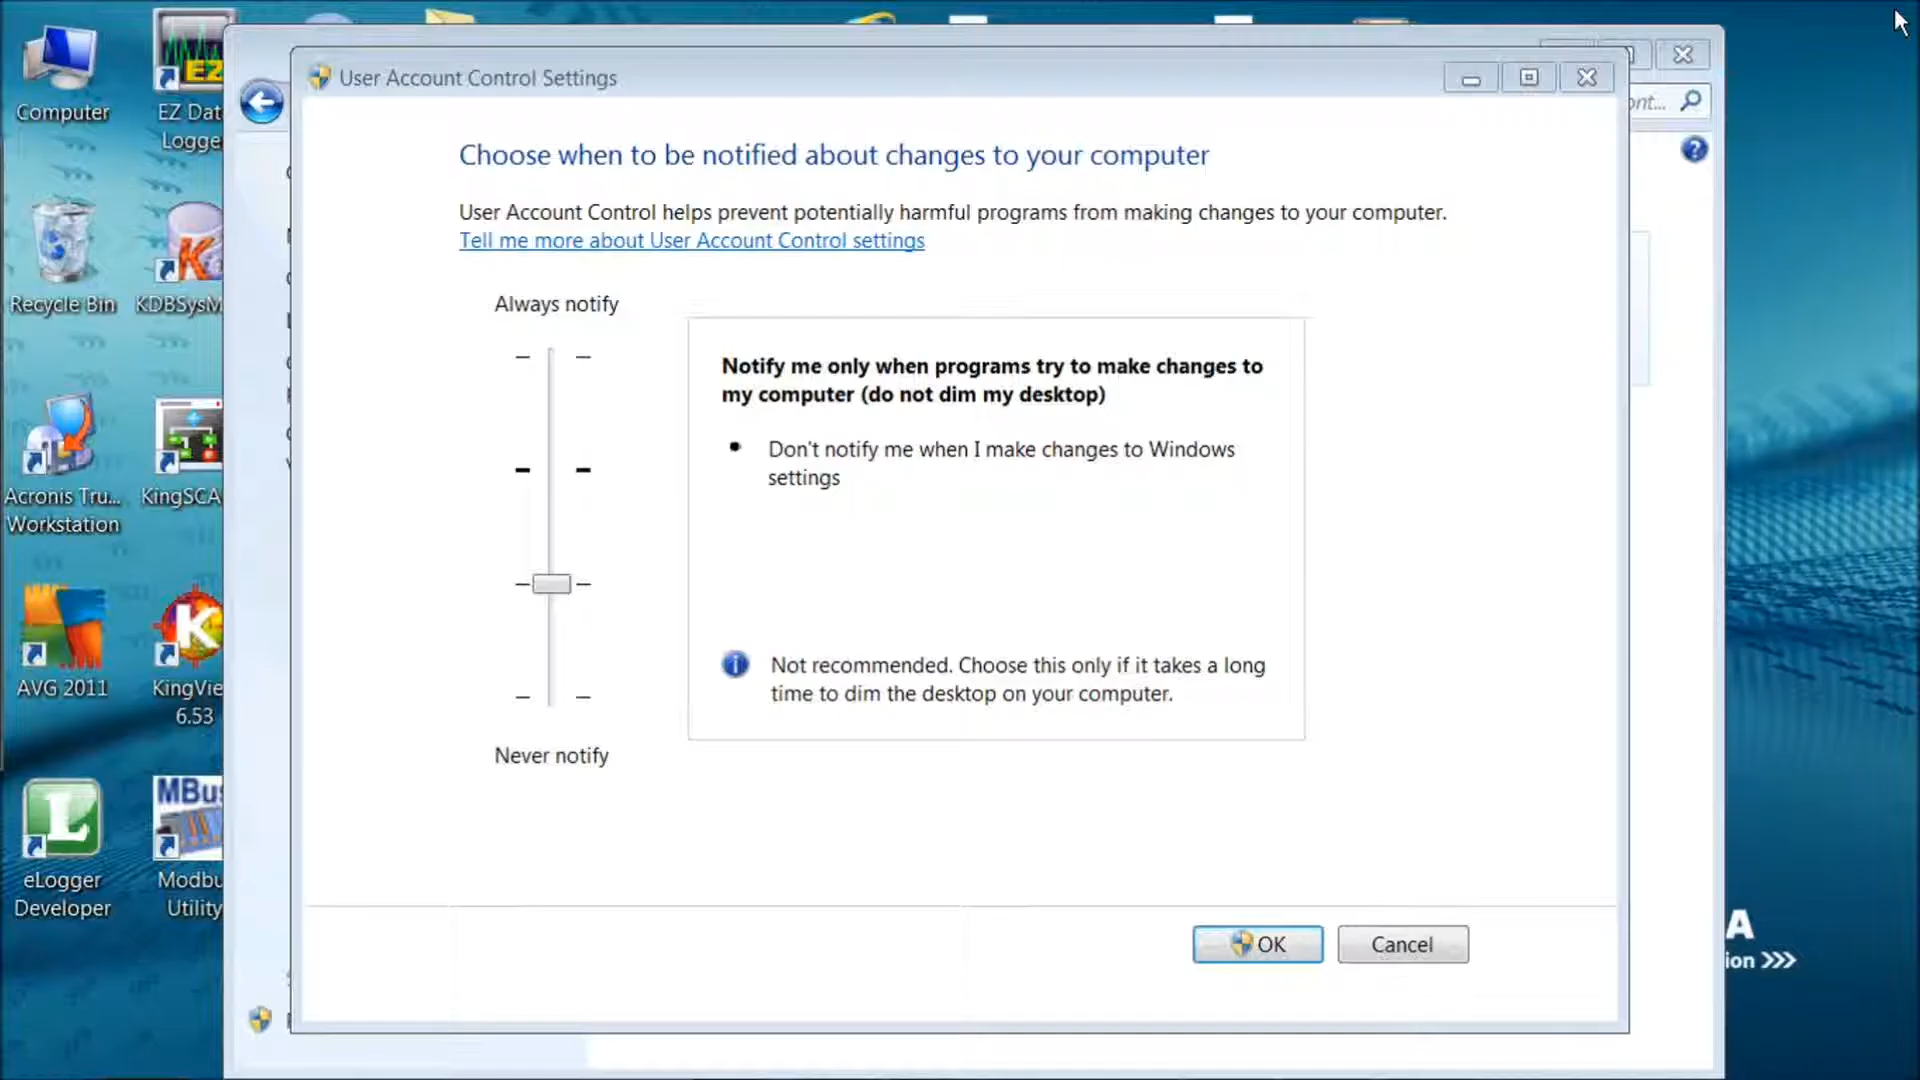 Computer
EZ Dat
Logge
Recycle Bin
KDBSysM
Acronis Tru...
Workstation
KingSCA
AVG 2011
KingVie
6.53
eLogger
Developer
MBus
Modbu
Utility
User Account Control Settings
ont...
Choose when to be notified about changes to your computer
User Account Control helps prevent potentially harmful programs from making changes to your computer.
Tell me more about User Account Control settings
Always notify
Notify me only when programs try to make changes to
my computer (do not dim my desktop)
• Don't notify me when I make changes to Windows
settings
Not recommended. Choose this only if it takes a long
time to dim the desktop on your computer.
Never notify
OK
Cancel
A
ion >>>